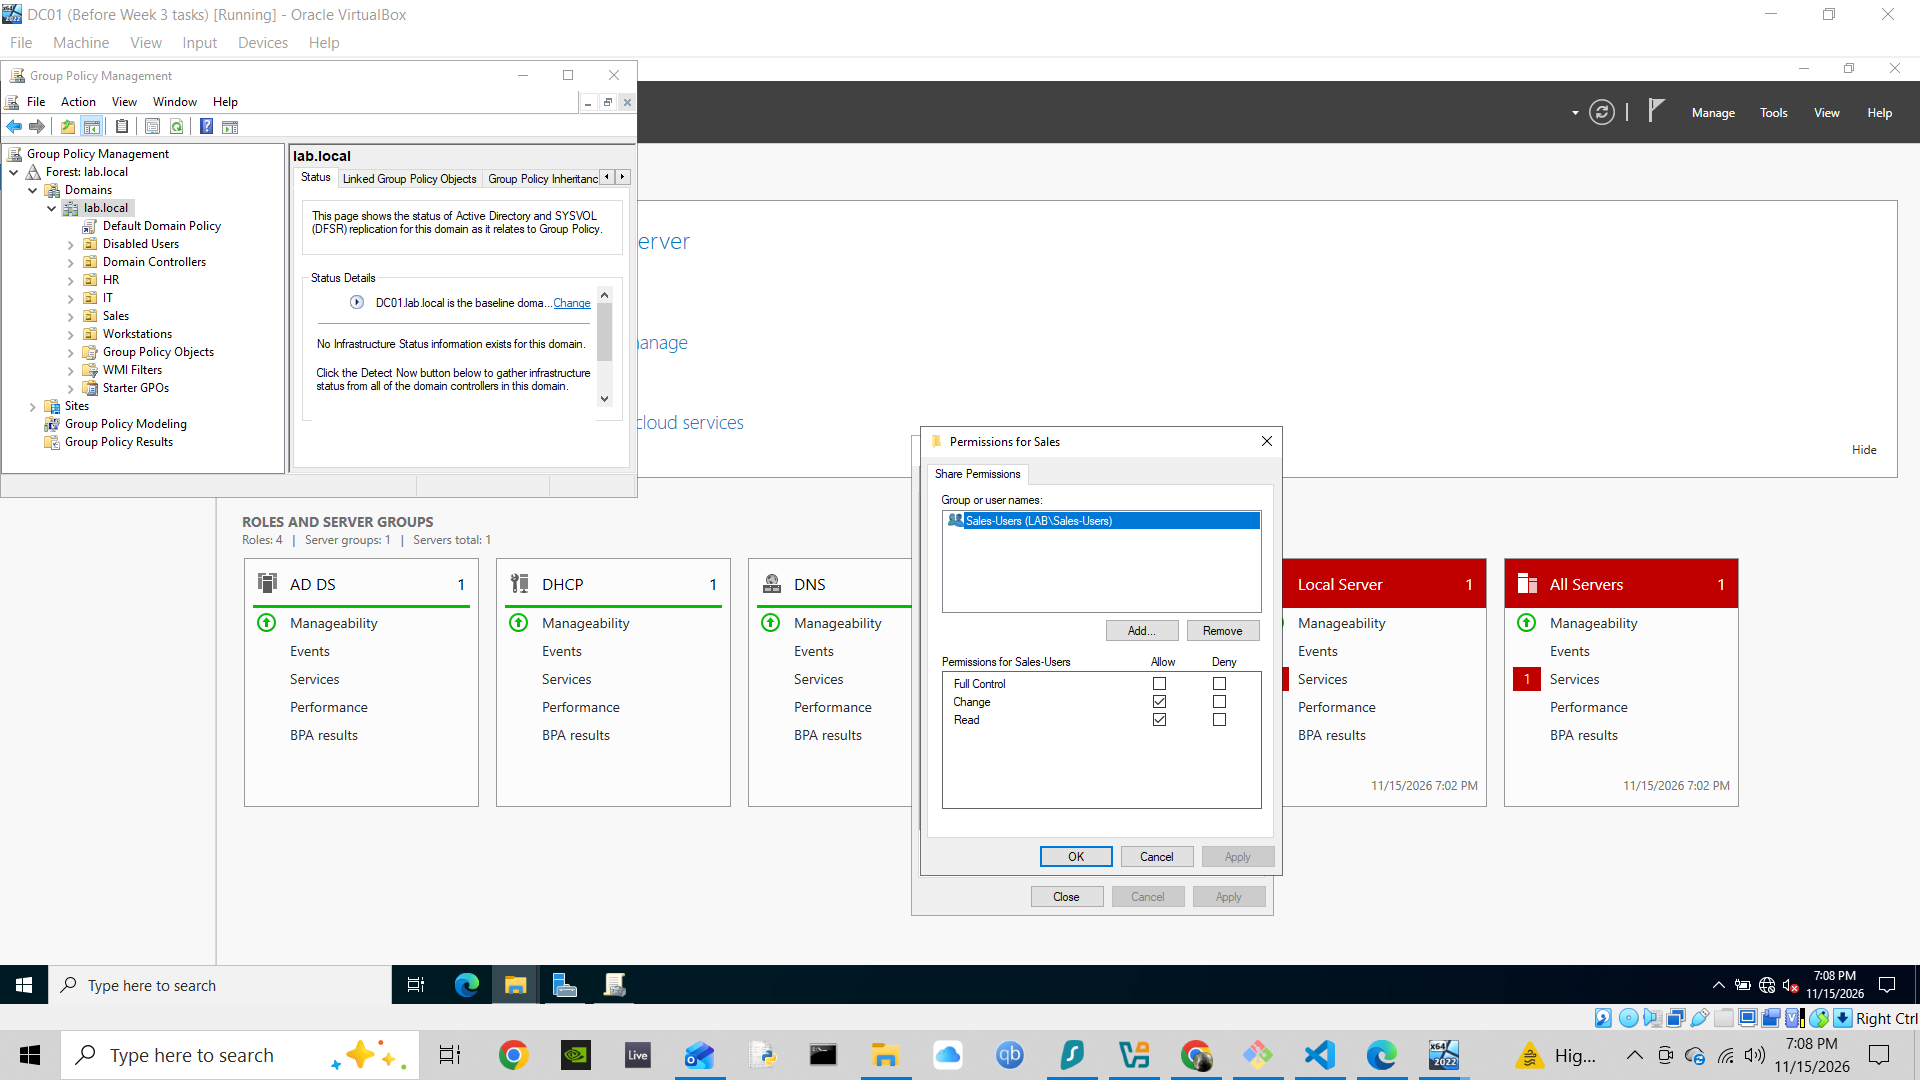 DC01 (Before Week 3 tasks) [Running] - Oracle VirtualBox
File Machine View Input Devices Help
Group Policy Management
File Action View Window Help
Manage Tools View Help
Group Policy Management
Forest: lab.local
Domains
lab.local
Default Domain Policy
Disabled Users
Domain Controllers
HR
IT
Sales
Workstations
Group Policy Objects
WMI Filters
Starter GPOs
Sites
Group Policy Modeling
Group Policy Results
lab.local
Status Linked Group Policy Objects Group Policy Inheritanc
This page shows the status of Active Directory and SYSVOL
(DFSR) replication for this domain as it relates to Group Policy.
Status Details
DC01.lab.local is the baseline doma... Change
No Infrastructure Status information exists for this domain.
Click the Detect Now button below to gather infrastructure
status from all of the domain controllers in this domain.
erver
anage
cloud services
Hide
Permissions for Sales
Share Permissions
Group or user names:
Sales-Users (LAB\Sales-Users)
Add... Remove
Permissions for Sales-Users Allow Deny
Full Control
Change
Read
OK Cancel Apply
Close Cancel Apply
ROLES AND SERVER GROUPS
Roles: 4 | Server groups: 1 | Servers total: 1
AD DS 1
Manageability
Events
Services
Performance
BPA results
DHCP 1
Manageability
Events
Services
Performance
BPA results
DNS
Manageability
Events
Services
Performance
BPA results
Local Server 1
Manageability
Events
Services
Performance
BPA results
11/15/2026 7:02 PM
All Servers 1
Manageability
Events
1 Services
Performance
BPA results
11/15/2026 7:02 PM
Type here to search
7:08 PM
11/15/2026
Right Ctrl
Type here to search
Live
qb
x64
2022
Hig...
7:08 PM
11/15/2026